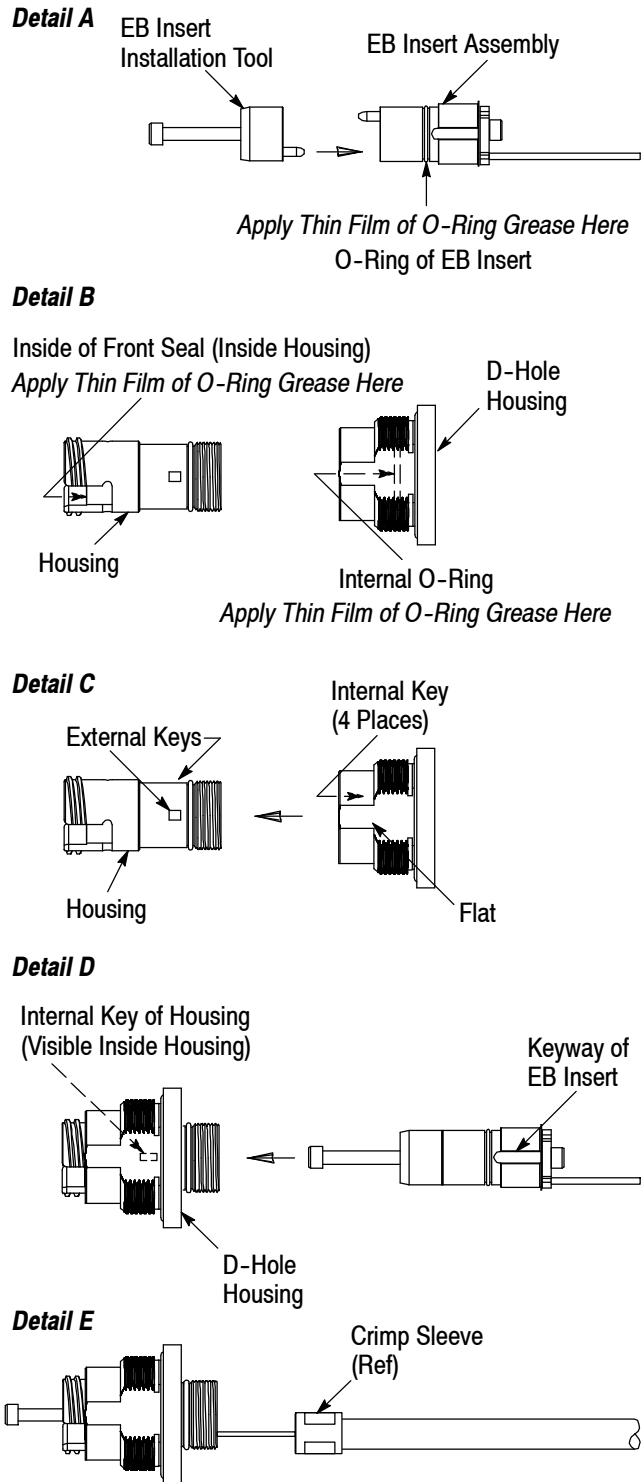 Detail A
EB Insert
Installation Tool
EB Insert Assembly
Apply Thin Film of O-Ring Grease Here
O-Ring of EB Insert
Detail B
Inside of Front Seal (Inside Housing)
Apply Thin Film of O-Ring Grease Here
D-Hole
Housing
Housing
Internal O-Ring
Apply Thin Film of O-Ring Grease Here
Detail C
Internal Key
(4 Places)
External Keys
Housing
Flat
Detail D
Internal Key of Housing
(Visible Inside Housing)
Keyway of
EB Insert
D-Hole
Housing
Detail E
Crimp Sleeve
(Ref)